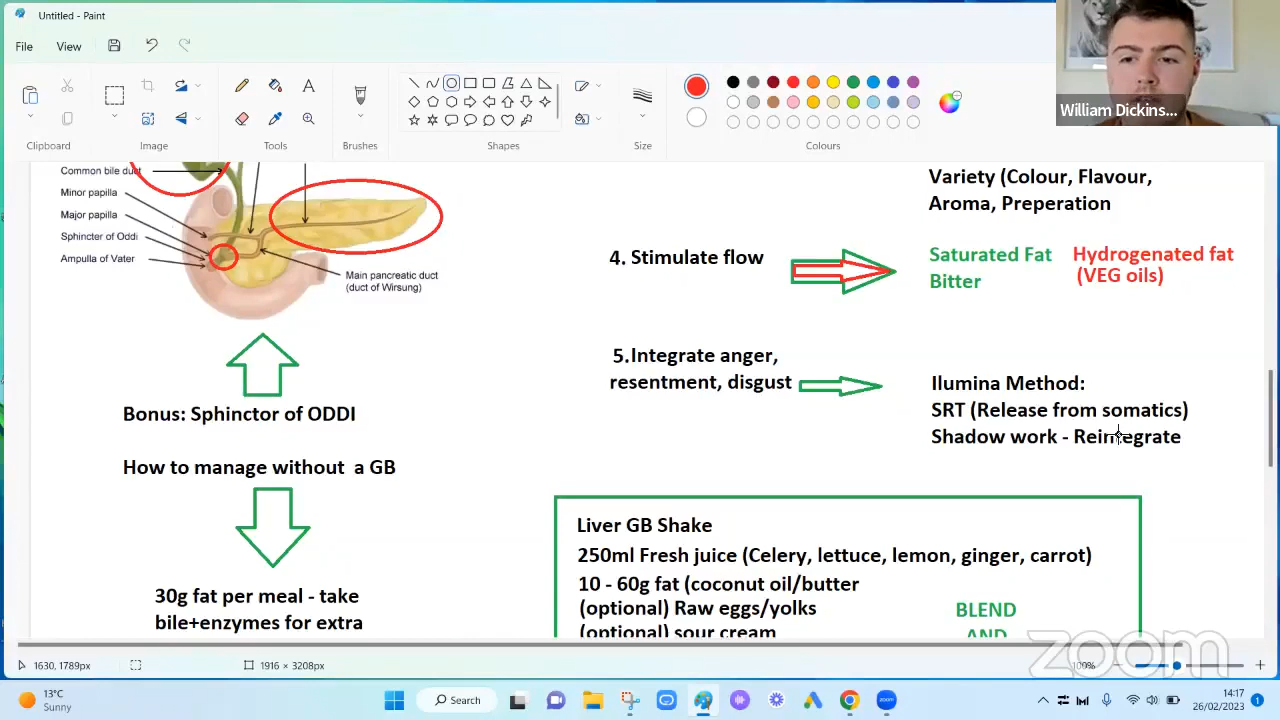 Untitled - Paint
File
View
William Dickins...
Clipboard
Image
Tools
Brushes
Shapes
Size
Colours
Common bile duct
Minor papilla
Major papilla
Sphincter of Oddi
Ampulla of Vater
Main pancreatic duct
(duct of Wirsung)
Bonus: Sphinctor of ODDI
How to manage without a GB
30g fat per meal - take
bile+enzymes for extra
Variety (Colour, Flavour,
Aroma, Preperation
4. Stimulate flow
Saturated Fat
Bitter
Hydrogenated fat
(VEG oils)
5.Integrate anger,
resentment, disgust
Ilumina Method:
SRT (Release from somatics)
Shadow work - Reintegrate
Liver GB Shake
250ml Fresh juice (Celery, lettuce, lemon, ginger, carrot)
10 - 60g fat (coconut oil/butter
(optional) Raw eggs/yolks
(optional) sour cream
BLEND
AND
zoom
1630, 1789px
1916 × 3208px
100%
13°C
Sunny
Search
zoom
14:17
26/02/2023
1